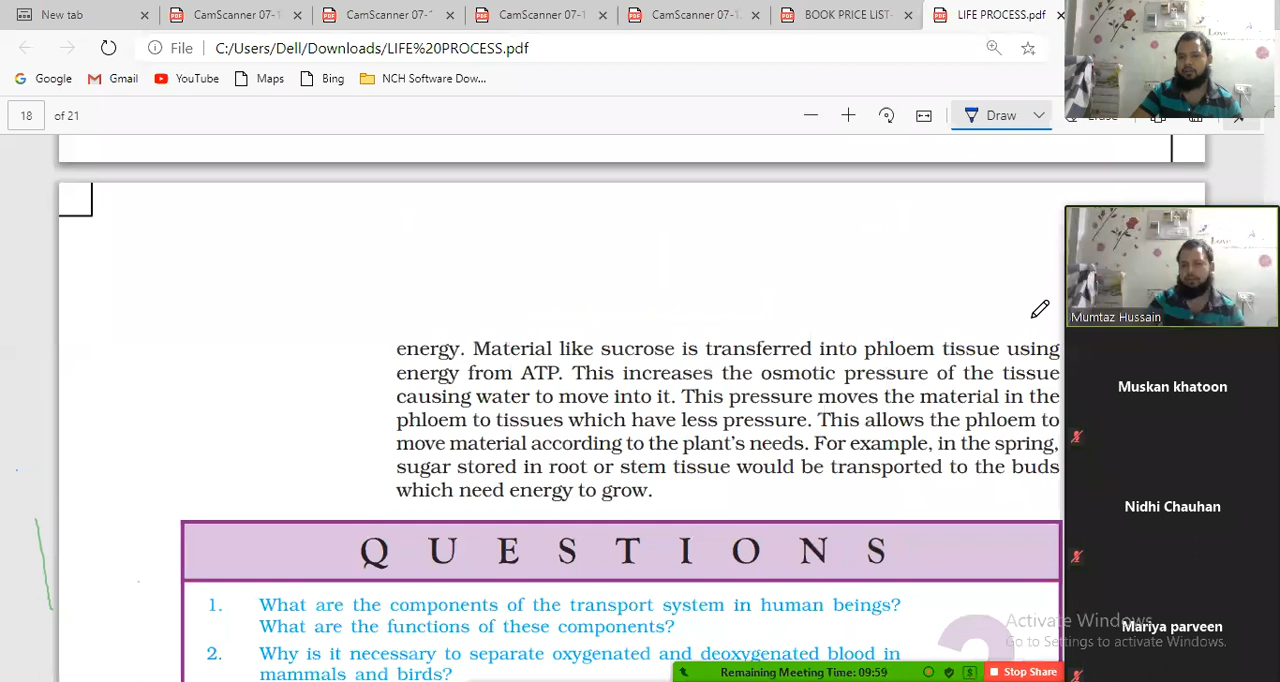 New tab
CamScanner 07-1
CamScanner 07-
CamScanner 07-1
CamScanner 07-1
BOOK PRICE LIST-
LIFE PROCESS.pdf
File C:/Users/Dell/Downloads/LIFE%20PROCESS.pdf
Google Gmail YouTube Maps Bing NCH Software Dow...
18 of 21
Draw
Love
Mumtaz Hussain
Muskan khatoon
Nidhi Chauhan
Mariya parveen
energy. Material like sucrose is transferred into phloem tissue using
energy from ATP. This increases the osmotic pressure of the tissue
causing water to move into it. This pressure moves the material in the
phloem to tissues which have less pressure. This allows the phloem to
move material according to the plant's needs. For example, in the spring,
sugar stored in root or stem tissue would be transported to the buds
which need energy to grow.
QUESTIONS
1. What are the components of the transport system in human beings?
What are the functions of these components?
2. Why is it necessary to separate oxygenated and deoxygenated blood in
mammals and birds?
Activate Windows
Go to Settings to activate Windows.
Remaining Meeting Time: 09:59
Stop Share